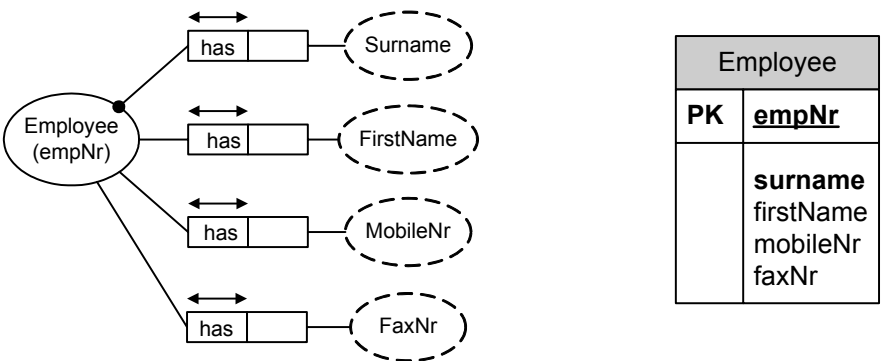 has
Surname
Employee
(empNr)
has
FirstName
has
MobileNr
has
FaxNr
Employee
PK empNr
surname
firstName
mobileNr
faxNr